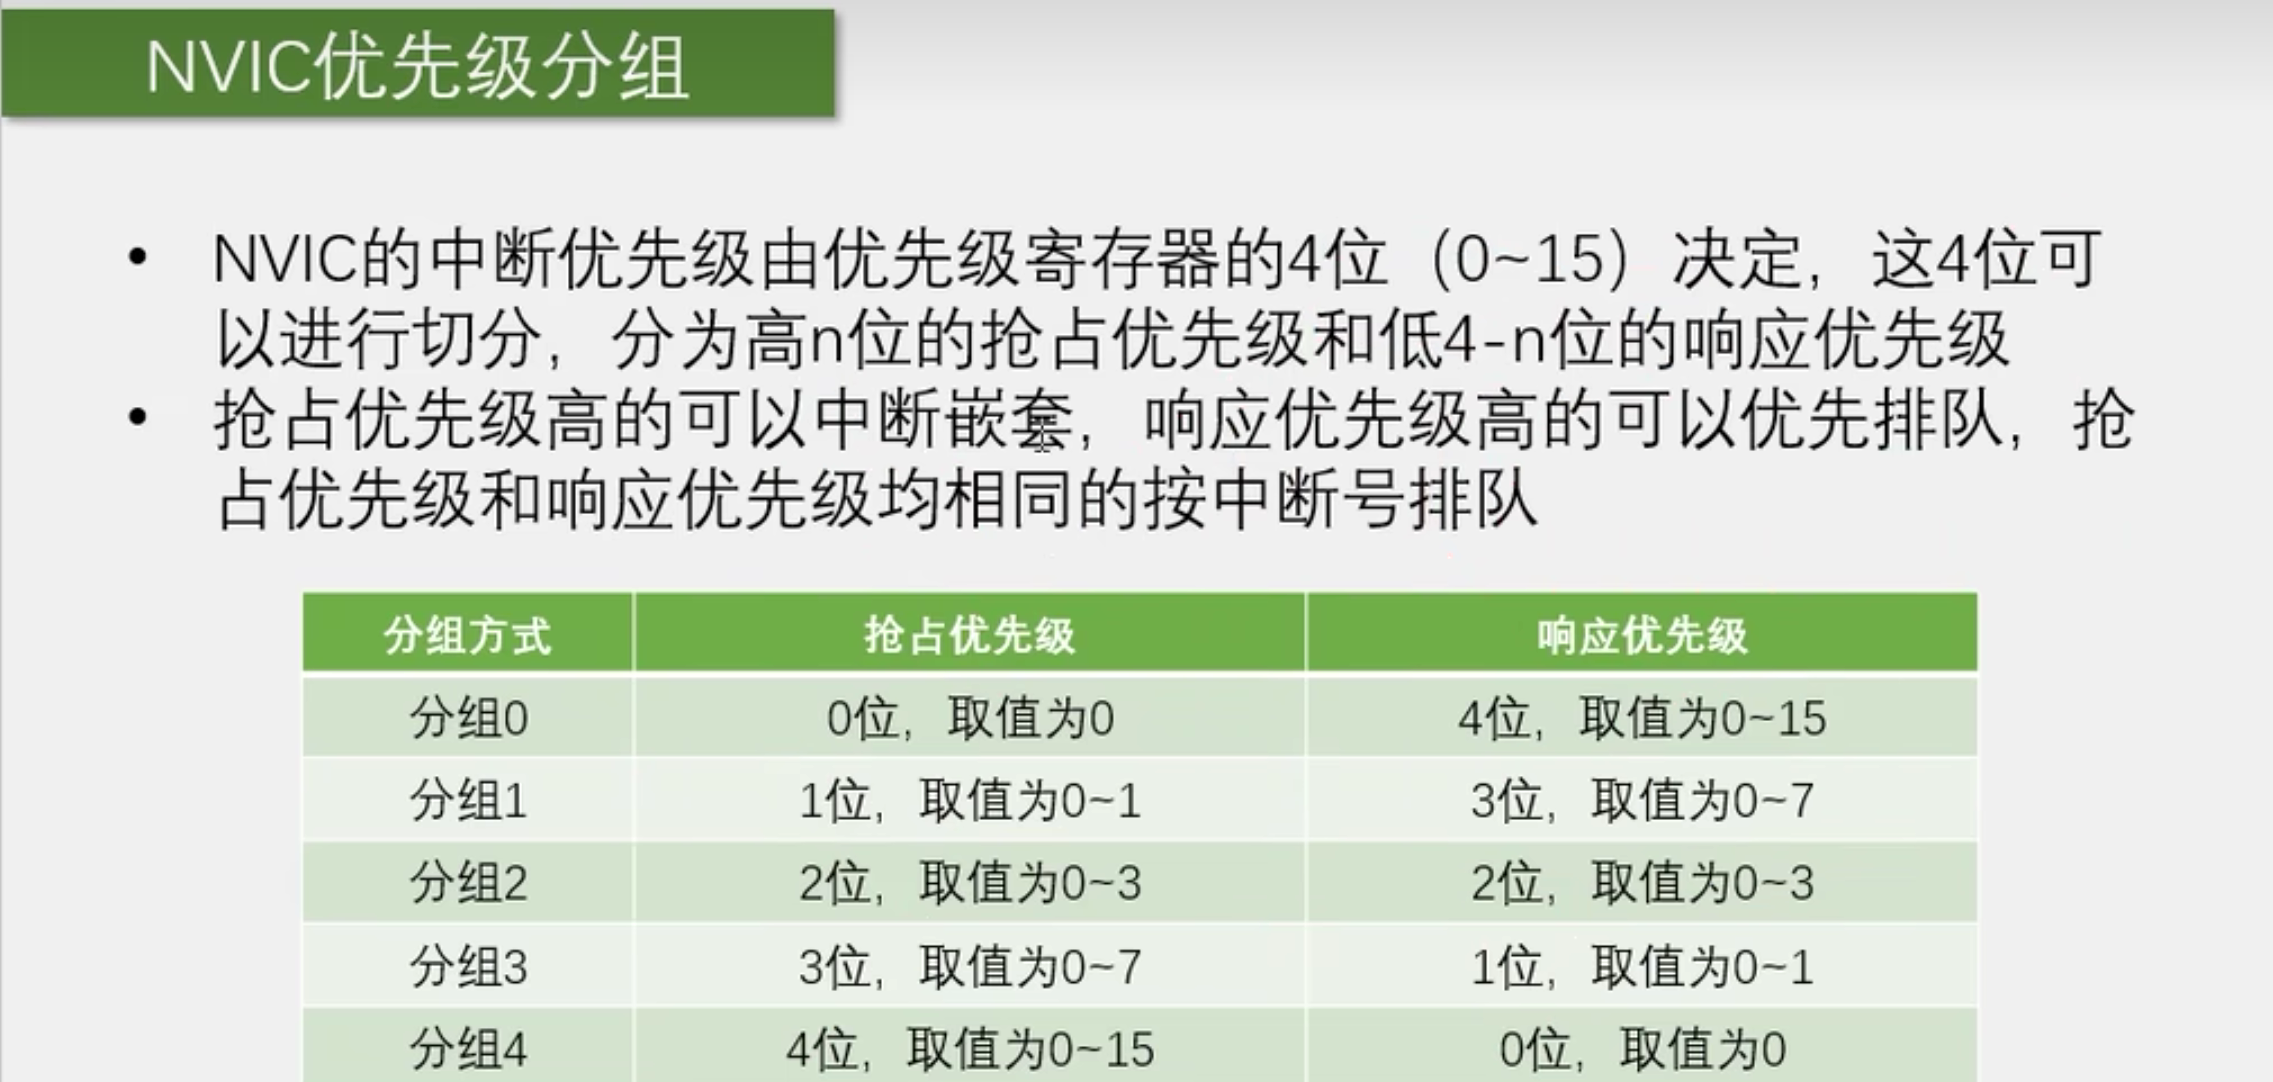 NVIC优先级分组
• NVIC的中断优先级由优先级寄存器的4位（0~15）决定，这4位可
以进行切分，分为高n位的抢占优先级和低4-n位的响应优先级
• 抢占优先级高的可以中断嵌套，响应优先级高的可以优先排队，抢
占优先级和响应优先级均相同的按中断号排队
分组方式 抢占优先级 响应优先级
分组0 0位，取值为0 4位，取值为0~15
分组1 1位，取值为0~1 3位，取值为0~7
分组2 2位，取值为0~3 2位，取值为0~3
分组3 3位，取值为0~7 1位，取值为0~1
分组4 4位，取值为0~15 0位，取值为0